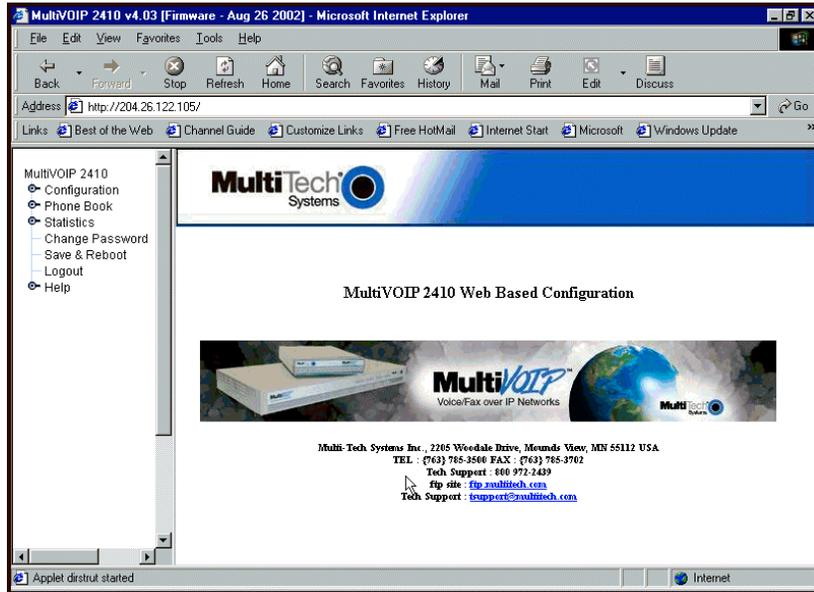 MultiVOIP 2410 v4.03 [Firmware - Aug 26 2002] - Microsoft Internet Explorer
File Edit View Favorites Tools Help
Back Forward Stop Refresh Home Search Favorites History Mail Print Edit Discuss
Address http://204.26.122.105/ Go
Links Best of the Web Channel Guide Customize Links Free HotMail Internet Start Microsoft Windows Update »
MultiVOIP 2410
Configuration
Phone Book
Statistics
Change Password
Save & Reboot
Logout
Help
MultiTech
Systems
MultiVOIP 2410 Web Based Configuration
MultiVOIP™
Voice/Fax over IP Networks
MultiTech
Systems
Multi-Tech Systems Inc., 2205 Woodale Drive, Mounds View, MN 55112 USA
TEL : (763) 785-3500 FAX : (763) 785-3702
Tech Support : 800 972-2439
ftp site : ftp.multitech.com
Tech Support : tsupport@multitech.com
Applet dirstrut started
Internet